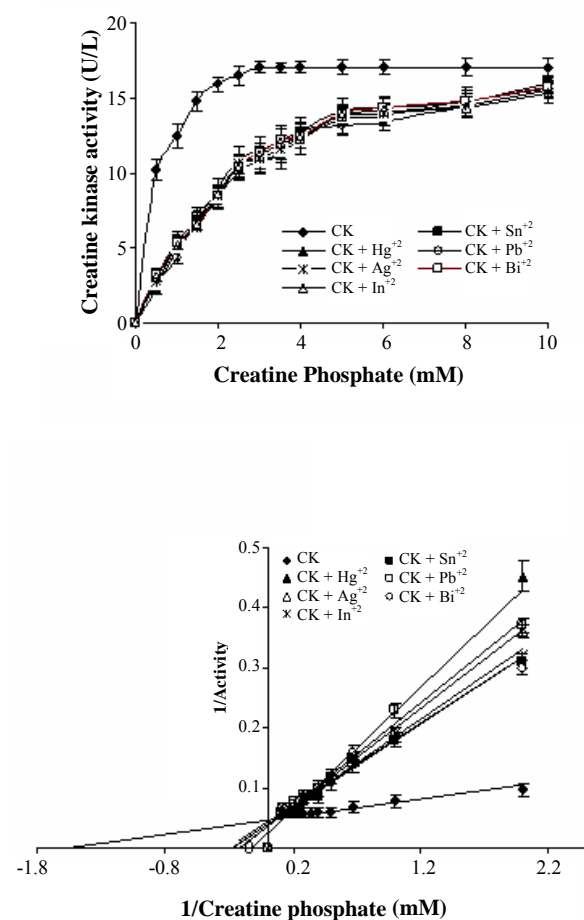 20
15
10
5
0
Creatine kinase activity (U/L)
CK
CK + Hg+2
CK + Ag+2
CK + In+2
CK + Sn+2
CK + Pb+2
CK + Bi+2
0 2 4 6 8 10
Creatine Phosphate (mM)
0.5
0.4
0.3
0.2
0.1
1/Activity
CK
CK + Hg+2
CK + Ag+2
CK + In+2
CK + Sn+2
CK + Pb+2
CK + Bi+2
-1.8 -0.8 0.2 1.2 2.2
1/Creatine phosphate (mM)